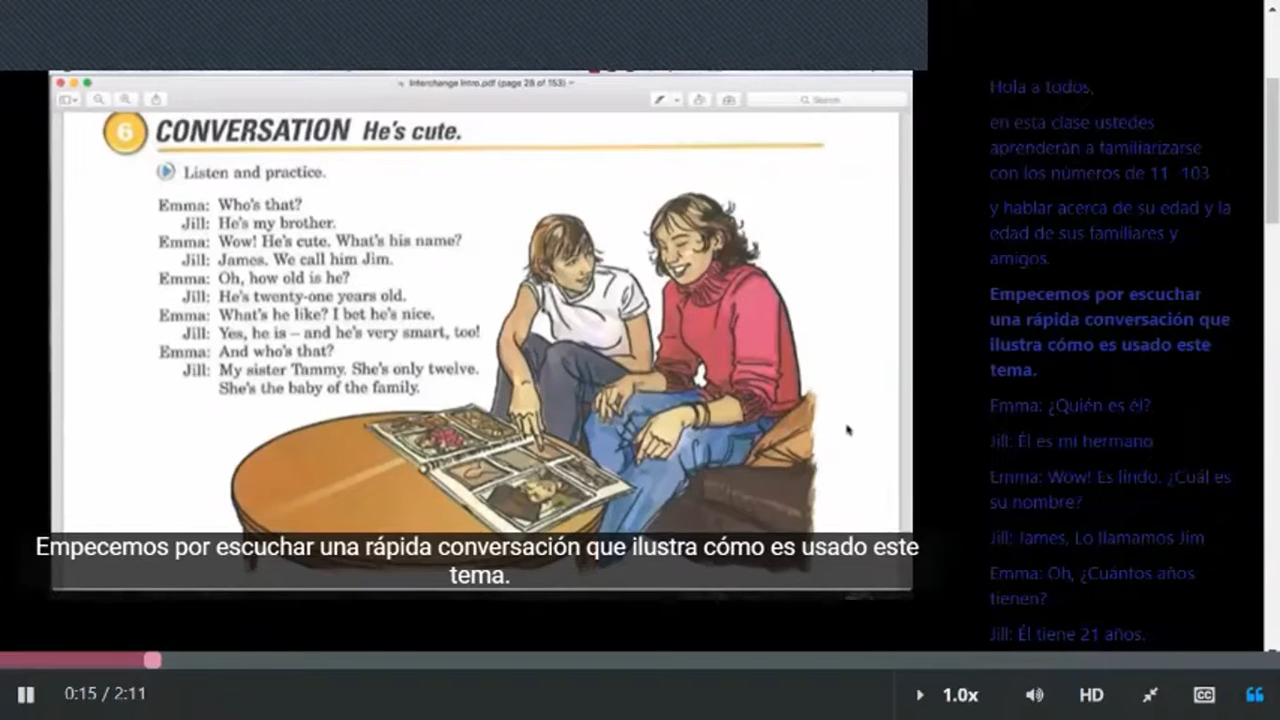 Interchange Intro.pdf (page 28 of 153)
Search
6 CONVERSATION He's cute.
Listen and practice.
Emma: Who's that?
Jill: He's my brother.
Emma: Wow! He's cute. What's his name?
Jill: James. We call him Jim.
Emma: Oh, how old is he?
Jill: He's twenty-one years old.
Emma: What's he like? I bet he's nice.
Jill: Yes, he is – and he's very smart, too!
Emma: And who's that?
Jill: My sister Tammy. She's only twelve.
She's the baby of the family.
Empecemos por escuchar una rápida conversación que ilustra cómo es usado este
tema.
Hola a todos,
en esta clase ustedes
aprenderán a familiarizarse
con los números de 11 -103
y hablar acerca de su edad y la
edad de sus familiares y
amigos.
Empecemos por escuchar
una rápida conversación que
ilustra cómo es usado este
tema.
Emma: ¿Quién es él?
Jill: Él es mi hermano
Emma: Wow! Es lindo. ¿Cuál es
su nombre?
Jill: James, Lo llamamos Jim
Emma: Oh, ¿Cuántos años
tienen?
Jill: Él tiene 21 años.
0:15 / 2:11
1.0x
HD
CC